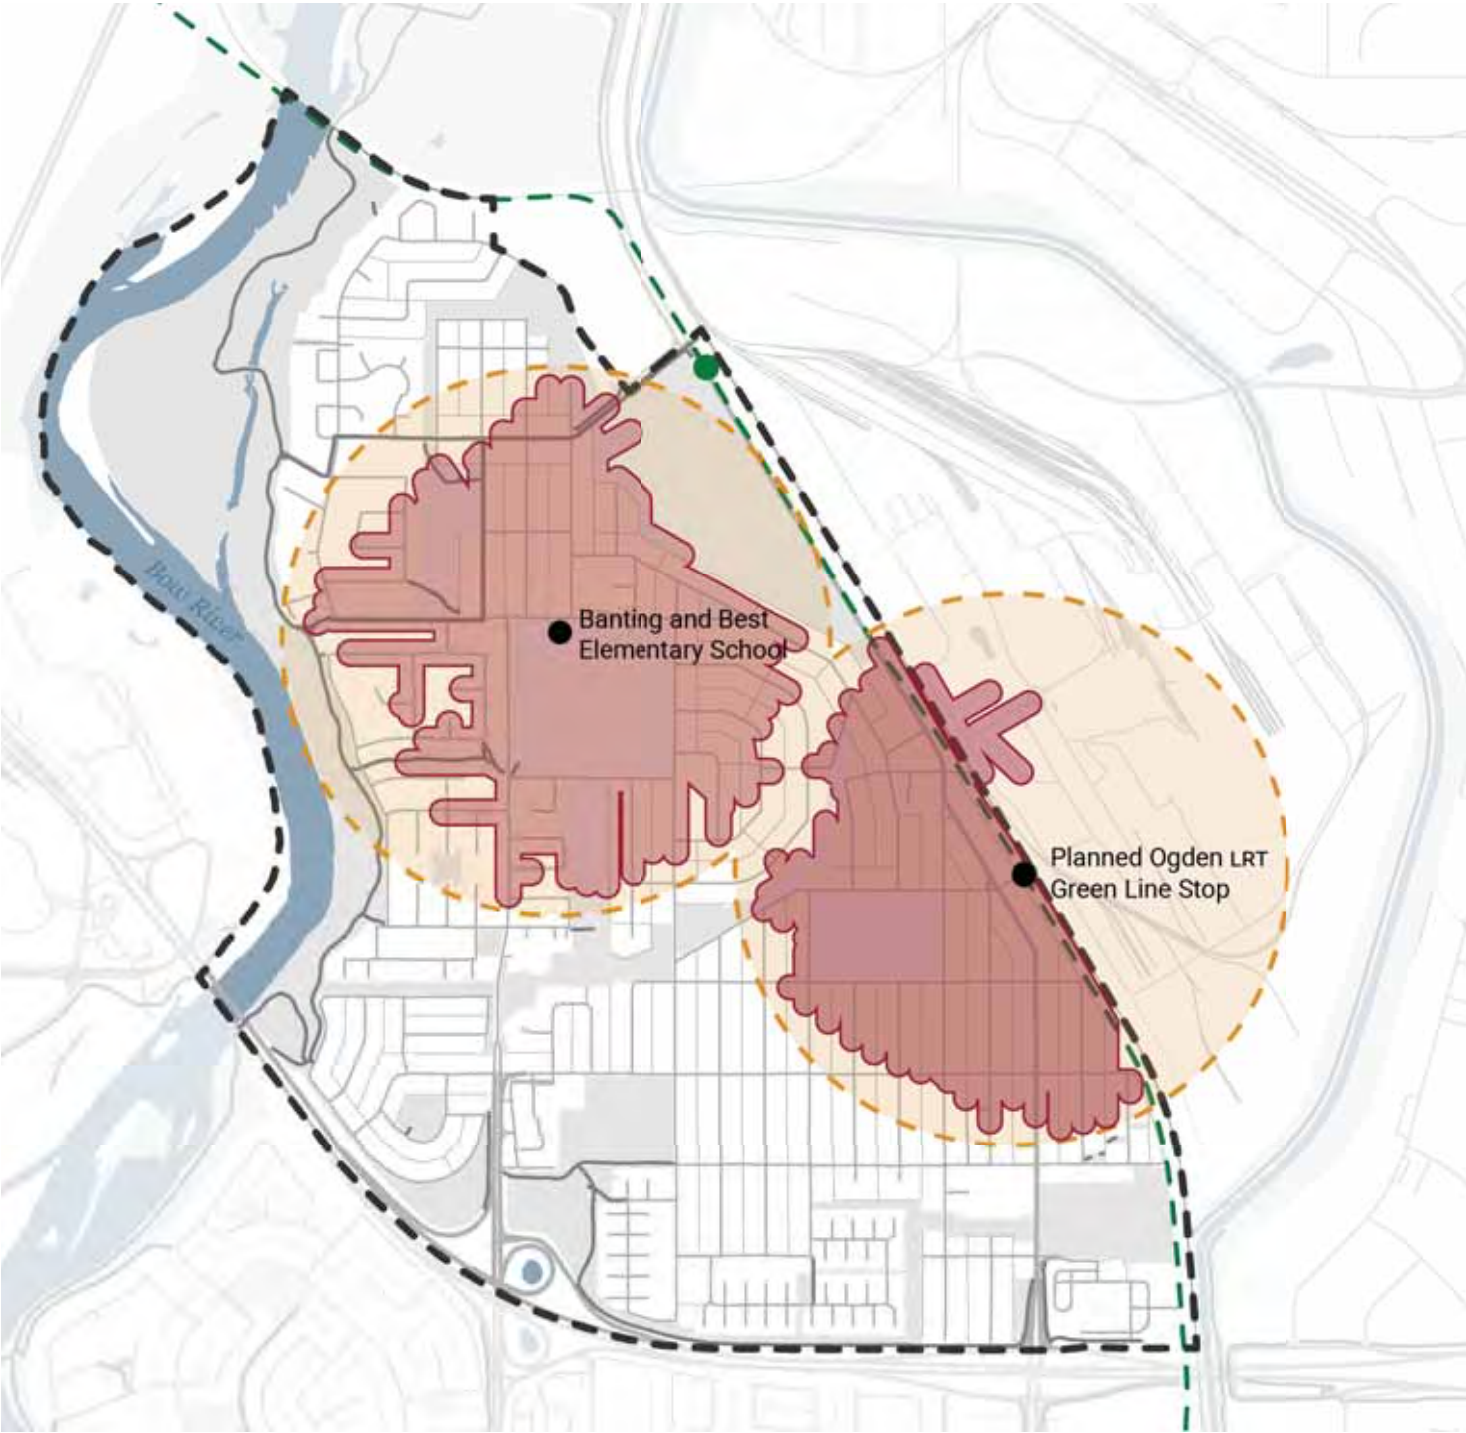 Bow River
Banting and Best
Elementary School
Planned Ogden LRT
Green Line Stop